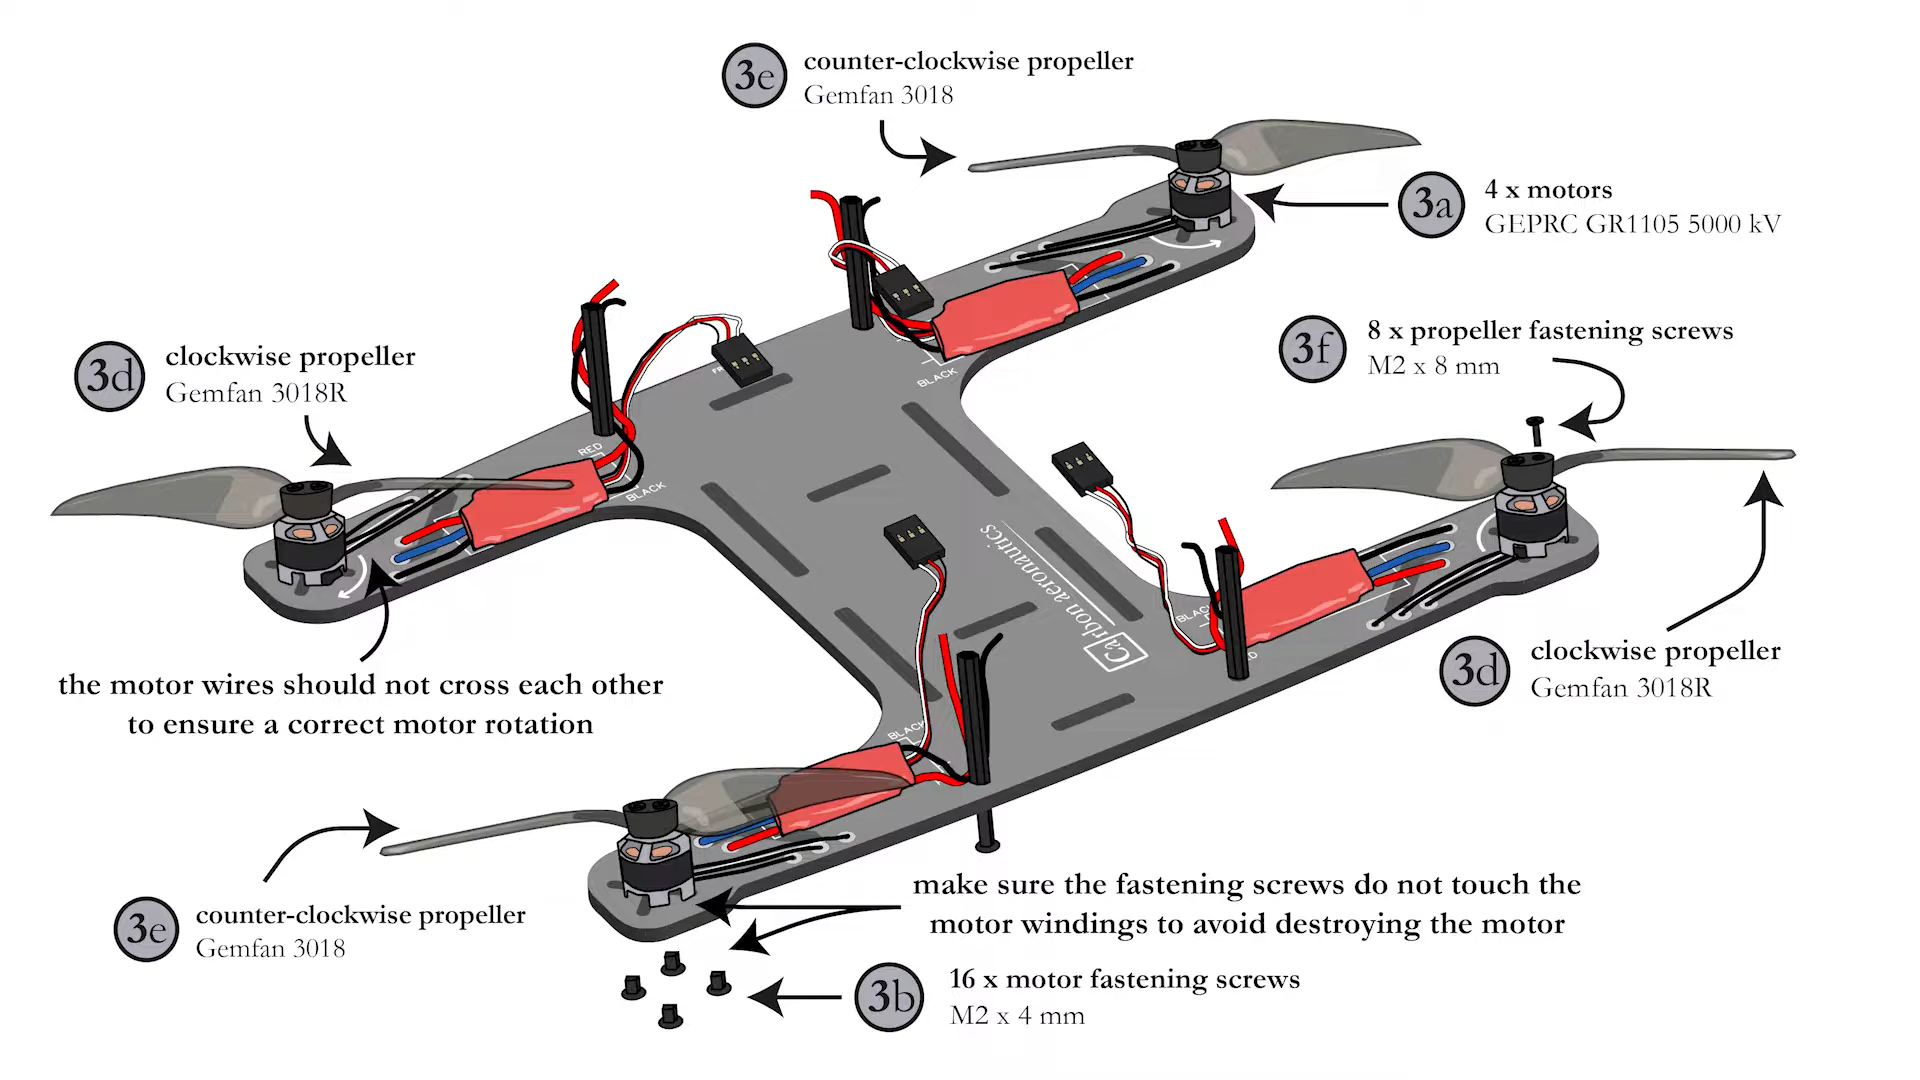 3e
counter-clockwise propeller
Gemfan 3018
3a
4 x motors
GEPRC GR1105 5000 kV
3f
8 x propeller fastening screws
M2 x 8 mm
3d
clockwise propeller
Gemfan 3018R
FR
BLACK
RED
BLACK
Carbon aeronautics
BLACK
D
3d
clockwise propeller
Gemfan 3018R
the motor wires should not cross each other
to ensure a correct motor rotation
BLACK
3e
counter-clockwise propeller
Gemfan 3018
make sure the fastening screws do not touch the
motor windings to avoid destroying the motor
3b
16 x motor fastening screws
M2 x 4 mm